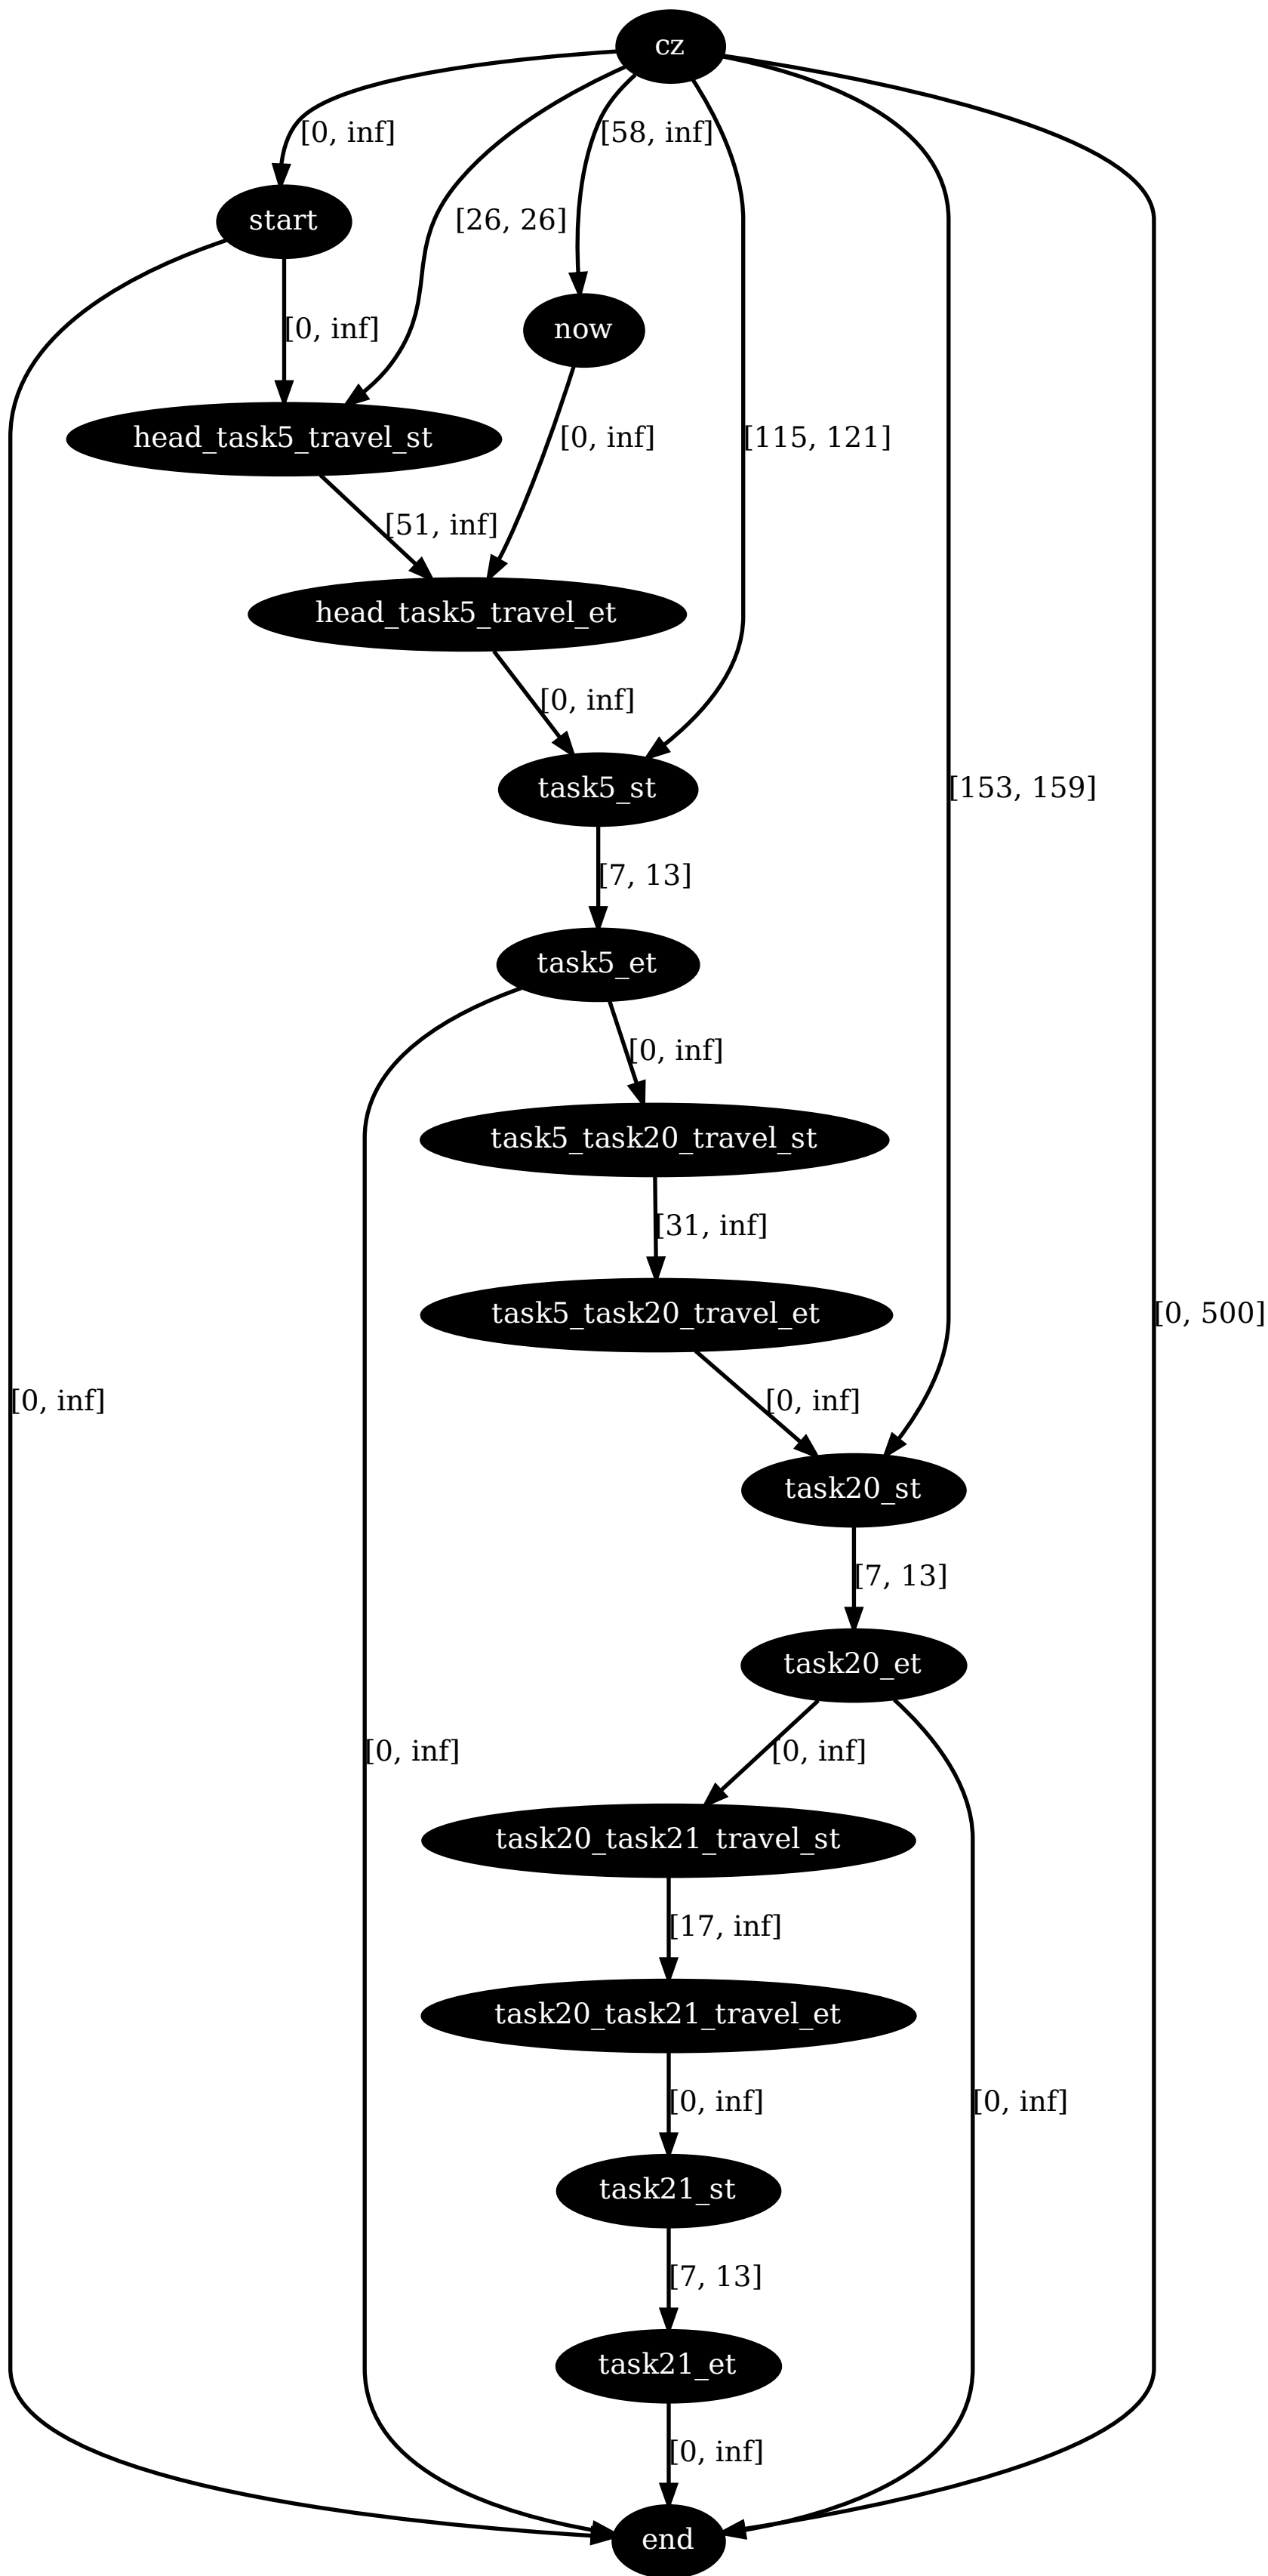 cz
[0, inf]
[58, inf]
start
[26, 26]
[0, inf]
now
head_task5_travel_st
[0, inf]
[115, 121]
[51, inf]
head_task5_travel_et
[0, inf]
task5_st
[153, 159]
[7, 13]
task5_et
[0, inf]
task5_task20_travel_st
[31, inf]
task5_task20_travel_et
[0, 500]
[0, inf]
[0, inf]
task20_st
[7, 13]
task20_et
[0, inf]
[0, inf]
task20_task21_travel_st
[17, inf]
task20_task21_travel_et
[0, inf]
[0, inf]
task21_st
[7, 13]
task21_et
[0, inf]
end